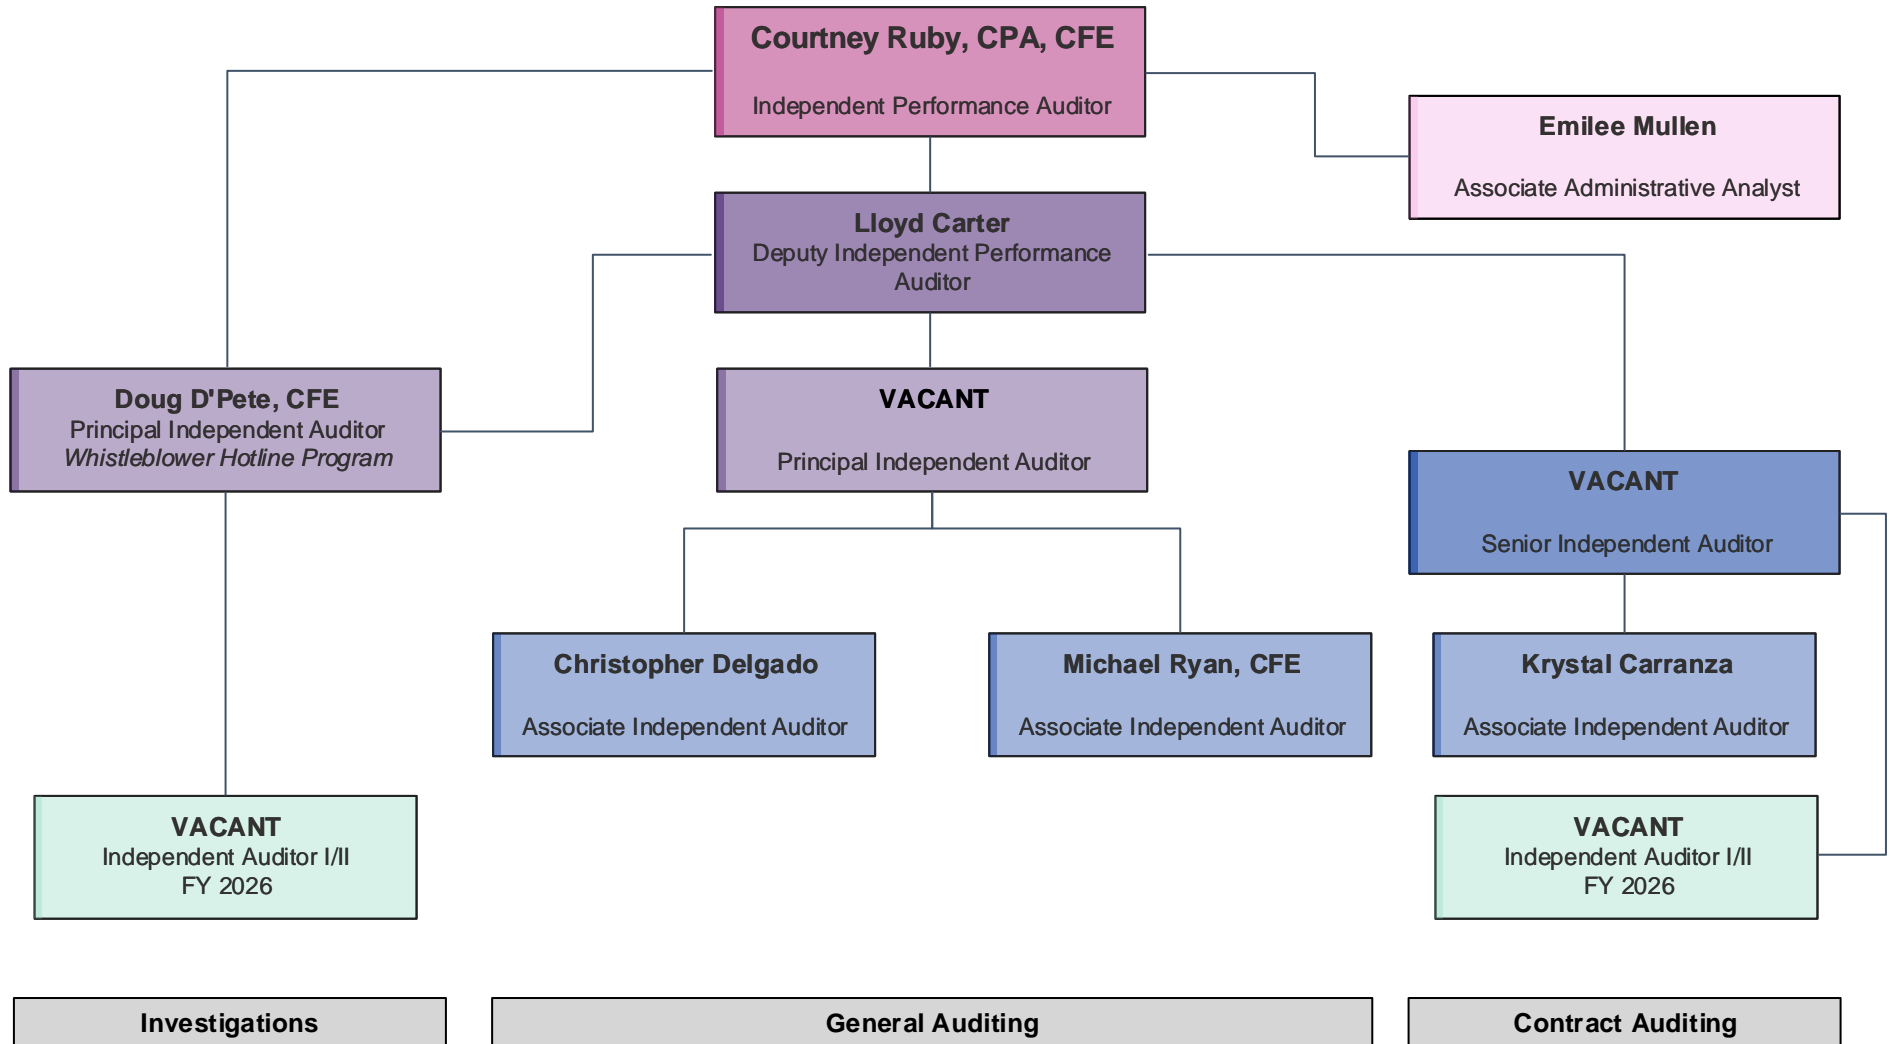 Courtney Ruby, CPA, CFE
Independent Performance Auditor
Emilee Mullen
Associate Administrative Analyst
Lloyd Carter
Deputy Independent Performance
Auditor
Doug D'Pete, CFE
Principal Independent Auditor
Whistleblower Hotline Program
VACANT
Principal Independent Auditor
VACANT
Senior Independent Auditor
Christopher Delgado
Associate Independent Auditor
Michael Ryan, CFE
Associate Independent Auditor
Krystal Carranza
Associate Independent Auditor
VACANT
Independent Auditor I/II
FY 2026
VACANT
Independent Auditor I/II
FY 2026
Investigations
General Auditing
Contract Auditing